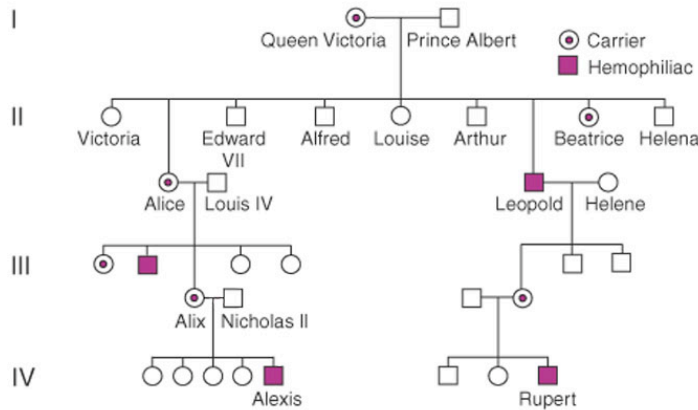 I
Queen Victoria Prince Albert
Carrier
Hemophiliac
II
Victoria Edward VII Alfred Louise Arthur Beatrice Helena
Alice Louis IV Leopold Helene
III
Alix Nicholas II
IV
Alexis Rupert